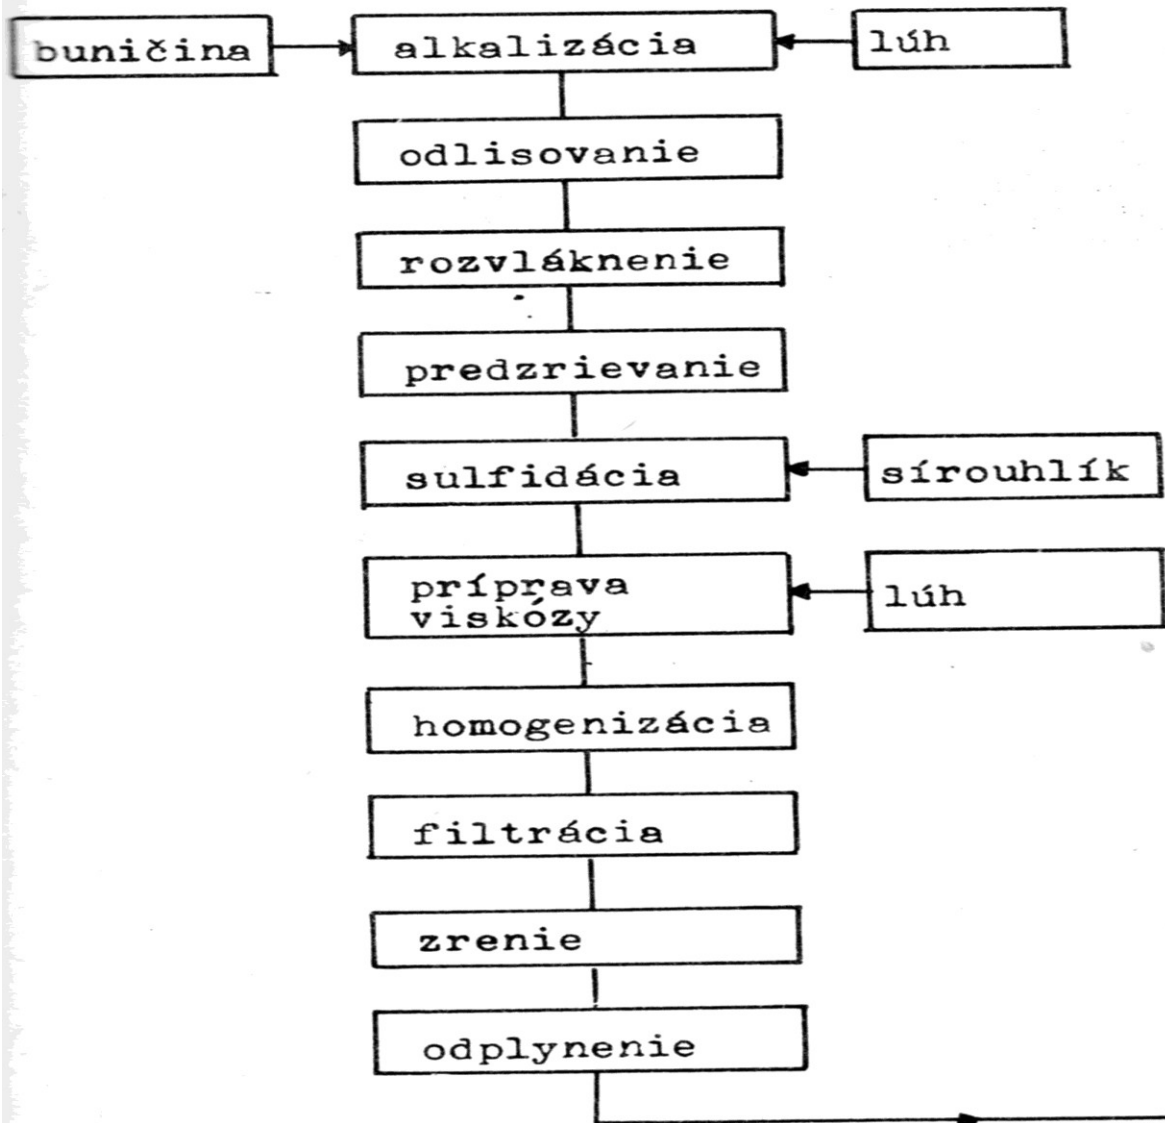 buničina
alkalizácia
lúh
odlisovanie
rozvláknenie
predzrievanie
sulfidácia
sírouhlík
príprava
viskózy
lúh
homogenizácia
filtrácia
zrenie
odplynenie